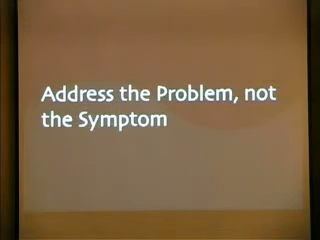 Address the Problem, not
the Symptom